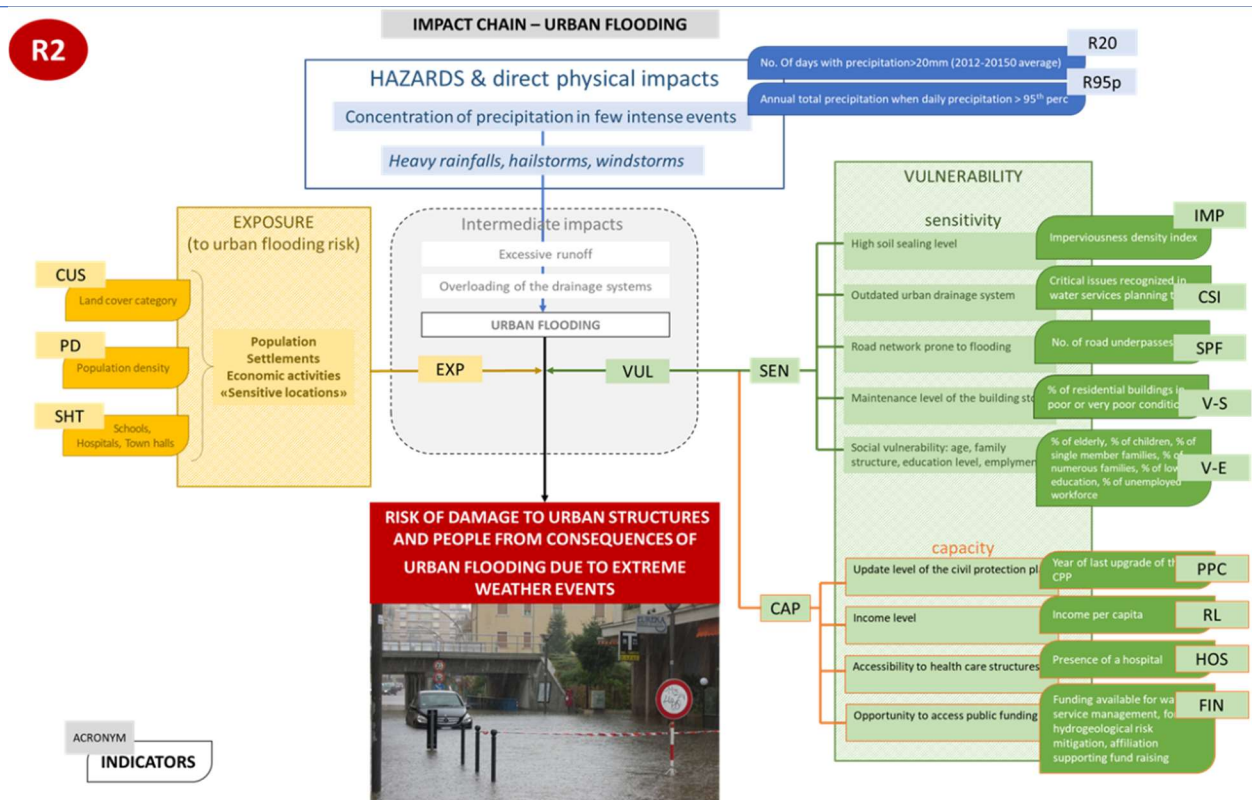 R2
IMPACT CHAIN – URBAN FLOODING
HAZARDS & direct physical impacts
Concentration of precipitation in few intense events
Heavy rainfalls, hailstorms, windstorms
R20
No. Of days with precipitation>20mm (2012-20150 average)
R95p
Annual total precipitation when daily precipitation > 95th perc
EXPOSURE
(to urban flooding risk)
CUS
Land cover category
PD
Population density
SHT
Schools,
Hospitals, Town halls
Population
Settlements
Economic activities
«Sensitive locations»
Intermediate impacts
Excessive runoff
Overloading of the drainage systems
URBAN FLOODING
EXP
VUL
SEN
CAP
RISK OF DAMAGE TO URBAN STRUCTURES
AND PEOPLE FROM CONSEQUENCES OF
URBAN FLOODING DUE TO EXTREME
WEATHER EVENTS
VULNERABILITY
sensitivity
High soil sealing level
IMP
Imperviousness density index
Outdated urban drainage system
Critical issues recognized in
water services planning t
CSI
Road network prone to flooding
No. of road underpasses
SPF
Maintenance level of the building sto
% of residential buildings in
poor or very poor conditio
V-S
Social vulnerability: age, family
structure, education level, emplymen
% of elderly, % of children, % of
single member families, % of
numerous families, % of low
education, % of unemployed
workforce
V-E
capacity
Update level of the civil protection pl
Year of last upgrade of th
CPP
PPC
Income level
Income per capita
RL
Accessibility to health care structures
Presence of a hospital
HOS
Opportunity to access public funding
Funding available for wa
service management, fo
hydrogeological risk
mitigation, affiliation
supporting fund raising
FIN
ACRONYM
INDICATORS